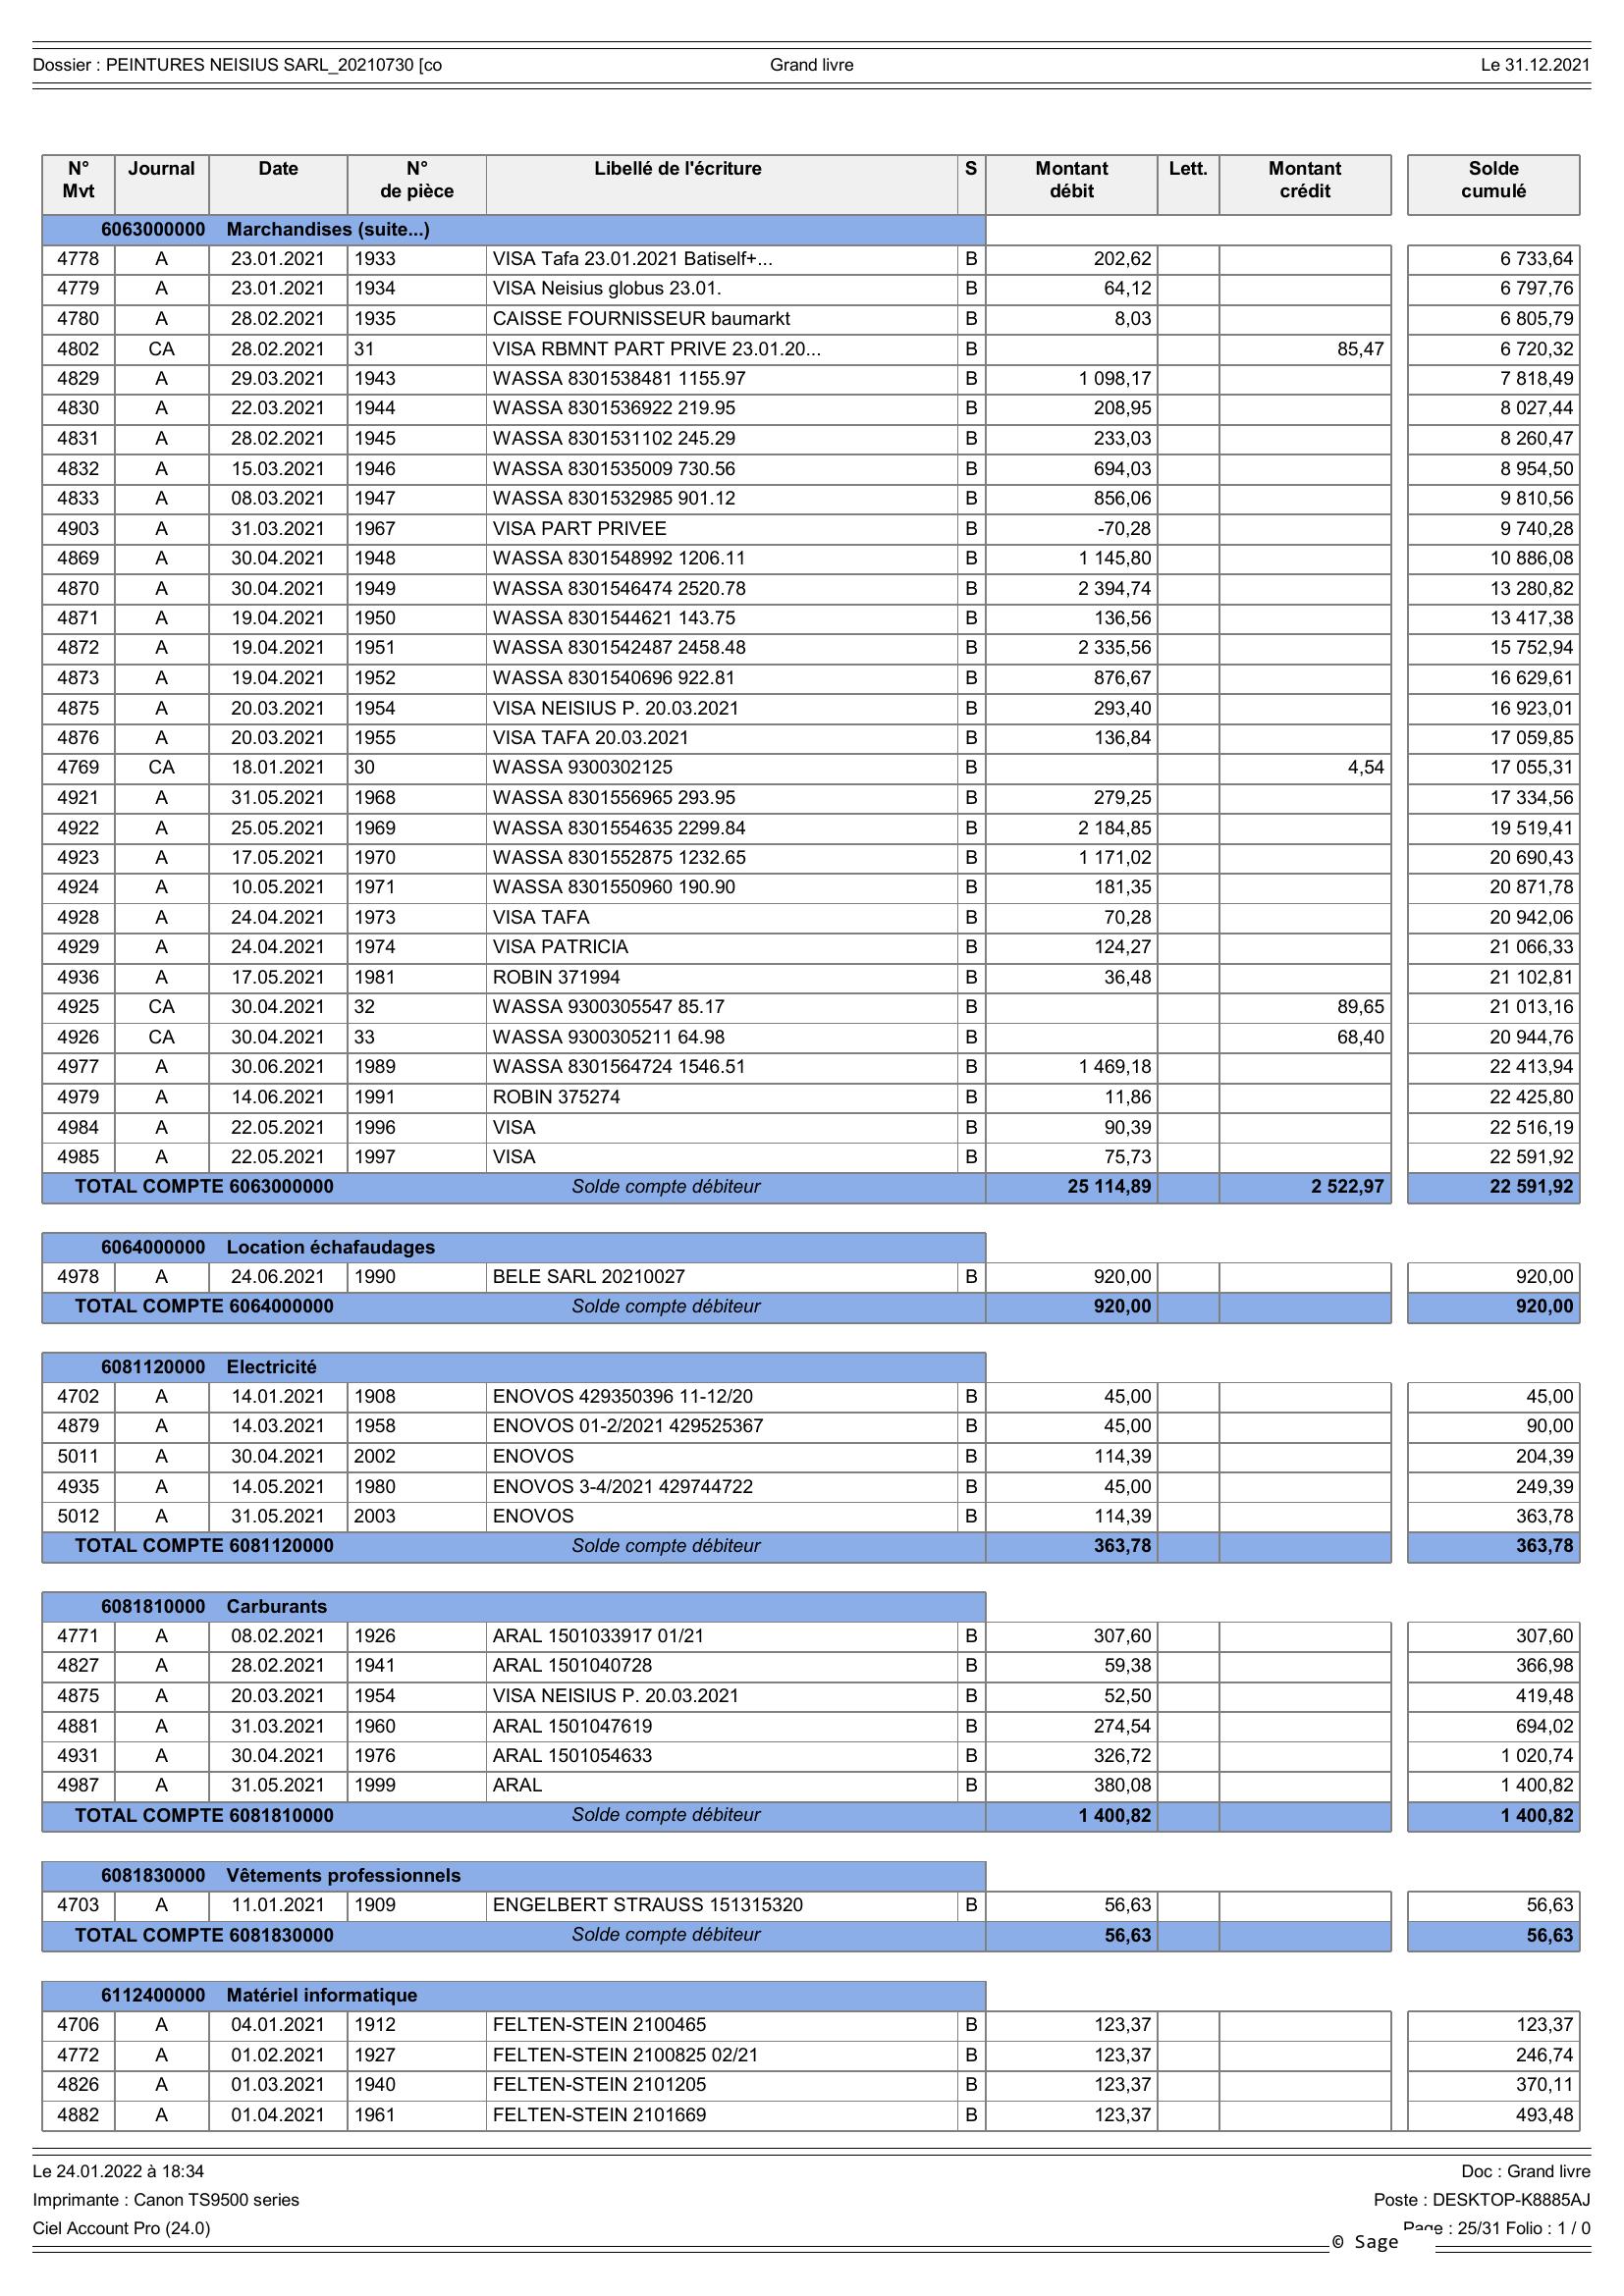 Dossier : PEINTURES NEISIUS SARL_20210730 [co Grand livre Le 31.12.2021
N° Mvt Journal Date N° de pièce Libellé de l'écriture S Montant débit Lett. Montant crédit Solde cumulé
6063000000 Marchandises (suite...)
4778 A 23.01.2021 1933 VISA Tafa 23.01.2021 Batiself+... B 202,62 6 733,64
4779 A 23.01.2021 1934 VISA Neisius globus 23.01. B 64,12 6 797,76
4780 A 28.02.2021 1935 CAISSE FOURNISSEUR baumarkt B 8,03 6 805,79
4802 CA 28.02.2021 31 VISA RBMNT PART PRIVE 23.01.20... B 85,47 6 720,32
4829 A 29.03.2021 1943 WASSA 8301538481 1155.97 B 1 098,17 7 818,49
4830 A 22.03.2021 1944 WASSA 8301536922 219.95 B 208,95 8 027,44
4831 A 28.02.2021 1945 WASSA 8301531102 245.29 B 233,03 8 260,47
4832 A 15.03.2021 1946 WASSA 8301535009 730.56 B 694,03 8 954,50
4833 A 08.03.2021 1947 WASSA 8301532985 901.12 B 856,06 9 810,56
4903 A 31.03.2021 1967 VISA PART PRIVEE B -70,28 9 740,28
4869 A 30.04.2021 1948 WASSA 8301548992 1206.11 B 1 145,80 10 886,08
4870 A 30.04.2021 1949 WASSA 8301546474 2520.78 B 2 394,74 13 280,82
4871 A 19.04.2021 1950 WASSA 8301544621 143.75 B 136,56 13 417,38
4872 A 19.04.2021 1951 WASSA 8301542487 2458.48 B 2 335,56 15 752,94
4873 A 19.04.2021 1952 WASSA 8301540696 922.81 B 876,67 16 629,61
4875 A 20.03.2021 1954 VISA NEISIUS P. 20.03.2021 B 293,40 16 923,01
4876 A 20.03.2021 1955 VISA TAFA 20.03.2021 B 136,84 17 059,85
4769 CA 18.01.2021 30 WASSA 9300302125 B 4,54 17 055,31
4921 A 31.05.2021 1968 WASSA 8301556965 293.95 B 279,25 17 334,56
4922 A 25.05.2021 1969 WASSA 8301554635 2299.84 B 2 184,85 19 519,41
4923 A 17.05.2021 1970 WASSA 8301552875 1232.65 B 1 171,02 20 690,43
4924 A 10.05.2021 1971 WASSA 8301550960 190.90 B 181,35 20 871,78
4928 A 24.04.2021 1973 VISA TAFA B 70,28 20 942,06
4929 A 24.04.2021 1974 VISA PATRICIA B 124,27 21 066,33
4936 A 17.05.2021 1981 ROBIN 371994 B 36,48 21 102,81
4925 CA 30.04.2021 32 WASSA 9300305547 85.17 B 89,65 21 013,16
4926 CA 30.04.2021 33 WASSA 9300305211 64.98 B 68,40 20 944,76
4977 A 30.06.2021 1989 WASSA 8301564724 1546.51 B 1 469,18 22 413,94
4979 A 14.06.2021 1991 ROBIN 375274 B 11,86 22 425,80
4984 A 22.05.2021 1996 VISA B 90,39 22 516,19
4985 A 22.05.2021 1997 VISA B 75,73 22 591,92
TOTAL COMPTE 6063000000 Solde compte débiteur 25 114,89 2 522,97 22 591,92
6064000000 Location échafaudages
4978 A 24.06.2021 1990 BELE SARL 20210027 B 920,00 920,00
TOTAL COMPTE 6064000000 Solde compte débiteur 920,00 920,00
6081120000 Electricité
4702 A 14.01.2021 1908 ENOVOS 429350396 11-12/20 B 45,00 45,00
4879 A 14.03.2021 1958 ENOVOS 01-2/2021 429525367 B 45,00 90,00
5011 A 30.04.2021 2002 ENOVOS B 114,39 204,39
4935 A 14.05.2021 1980 ENOVOS 3-4/2021 429744722 B 45,00 249,39
5012 A 31.05.2021 2003 ENOVOS B 114,39 363,78
TOTAL COMPTE 6081120000 Solde compte débiteur 363,78 363,78
6081810000 Carburants
4771 A 08.02.2021 1926 ARAL 1501033917 01/21 B 307,60 307,60
4827 A 28.02.2021 1941 ARAL 1501040728 B 59,38 366,98
4875 A 20.03.2021 1954 VISA NEISIUS P. 20.03.2021 B 52,50 419,48
4881 A 31.03.2021 1960 ARAL 1501047619 B 274,54 694,02
4931 A 30.04.2021 1976 ARAL 1501054633 B 326,72 1 020,74
4987 A 31.05.2021 1999 ARAL B 380,08 1 400,82
TOTAL COMPTE 6081810000 Solde compte débiteur 1 400,82 1 400,82
6081830000 Vêtements professionnels
4703 A 11.01.2021 1909 ENGELBERT STRAUSS 151315320 B 56,63 56,63
TOTAL COMPTE 6081830000 Solde compte débiteur 56,63 56,63
6112400000 Matériel informatique
4706 A 04.01.2021 1912 FELTEN-STEIN 2100465 B 123,37 123,37
4772 A 01.02.2021 1927 FELTEN-STEIN 2100825 02/21 B 123,37 246,74
4826 A 01.03.2021 1940 FELTEN-STEIN 2101205 B 123,37 370,11
4882 A 01.04.2021 1961 FELTEN-STEIN 2101669 B 123,37 493,48
Le 24.01.2022 à 18:34 Doc : Grand livre
Imprimante : Canon TS9500 series Poste : DESKTOP-K8885AJ
Ciel Account Pro (24.0) Page : 25/31 Folio : 1 / 0
© Sage